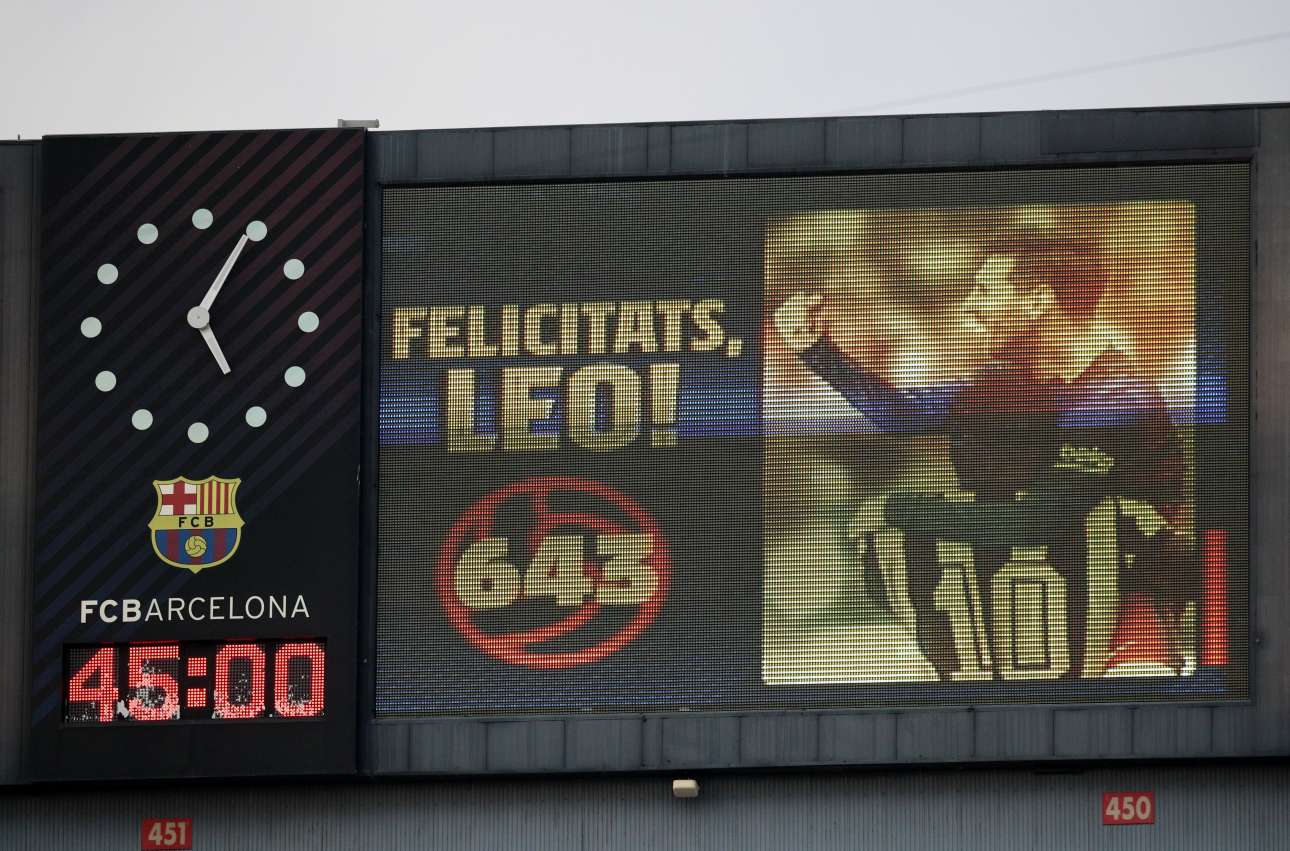 FCB
FCBARCELONA
45:00
FELICITATS,
LEO!
643
10
451
450